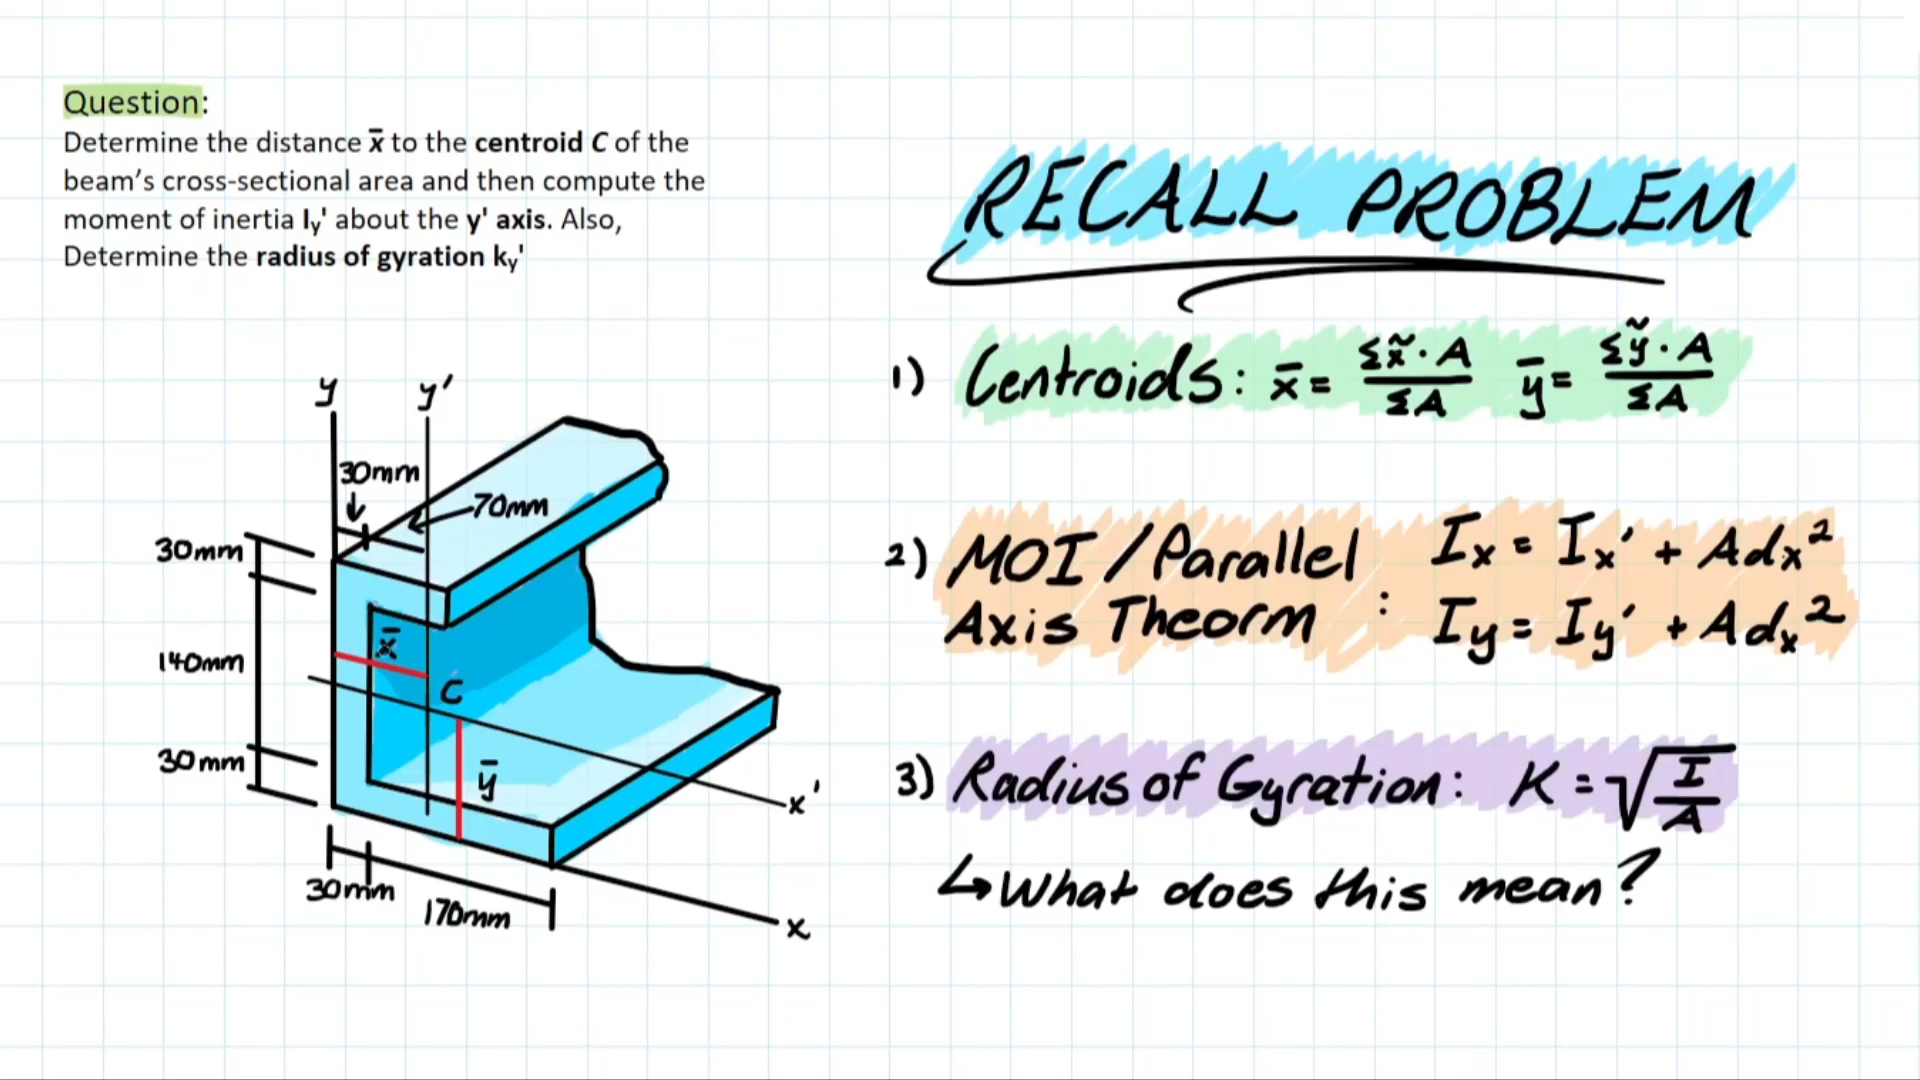 Question:
Determine the distance x̄ to the centroid C of the
beam's cross-sectional area and then compute the
moment of inertia Iy' about the y' axis. Also,
Determine the radius of gyration ky'
RECALL PROBLEM
1) Centroids: x̄ = Σx̃·A / ΣA ȳ = Σỹ·A / ΣA
2) MOI / Parallel Axis Theorm :
Ix = Ix' + Adx²
Iy = Iy' + Adx²
3) Radius of Gyration: K = √(I/A)
↳ What does this mean?
y
y'
30mm
70mm
30mm
x̄
140mm
C
30mm
ȳ
x'
30mm
170mm
x